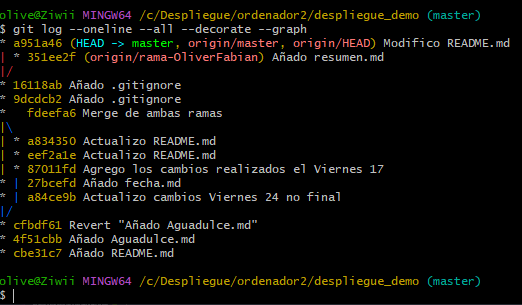 olive@Ziwii MINGW64 /c/Despliegue/ordenador2/despliegue_demo (master)
$ git log --oneline --all --decorate --graph
* a951a46 (HEAD -> master, origin/master, origin/HEAD) Modifico README.md
| * 351ee2f (origin/rama-OliverFabian) Añado resumen.md
|/
* 16118ab Añado .gitignore
* 9dcdcb2 Añado .gitignore
*   fdeefa6 Merge de ambas ramas
|\
| * a834350 Actualizo README.md
| * eef2a1e Actualizo README.md
| * 87011fd Agrego los cambios realizados el Viernes 17
* | 27bcefd Añado fecha.md
* | a84ce9b Actualizo cambios Viernes 24 no final
|/
* cfbdf61 Revert "Añado Aguadulce.md"
* 4f51cbb Añado Aguadulce.md
* cbe31c7 Añado README.md
olive@Ziwii MINGW64 /c/Despliegue/ordenador2/despliegue_demo (master)
$